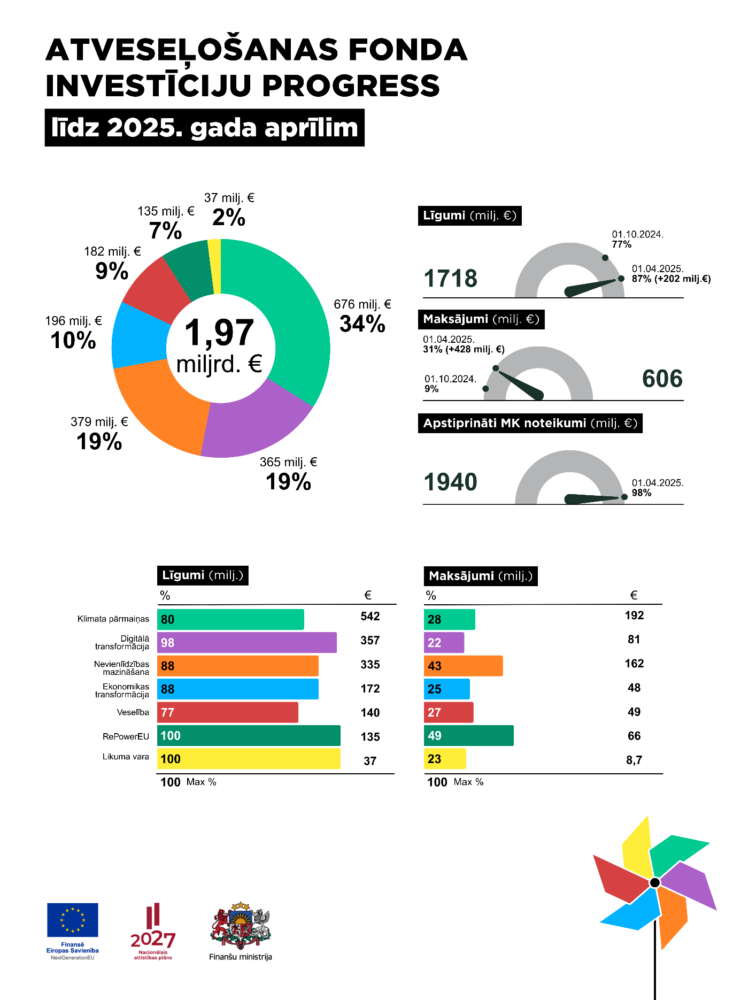 ATVESEĻOŠANAS FONDA
INVESTĪCIJU PROGRESS
līdz 2025. gada aprīlim
37 milj. €
2%
135 milj. €
7%
182 milj. €
9%
196 milj. €
10%
379 milj. €
19%
365 milj. €
19%
676 milj. €
34%
1,97
miljrd. €
Līgumi (milj. €)
01.10.2024.
77%
01.04.2025.
87% (+202 milj.€)
1718
Maksājumi (milj. €)
01.04.2025.
31% (+428 milj. €)
01.10.2024.
9%
606
Apstiprināti MK noteikumi (milj. €)
1940
01.04.2025.
98%
Līgumi (milj.)
% €
Klimata pārmaiņas 80 542
Digitālā
transformācija 98 357
Nevienlīdzības
mazināšana 88 335
Ekonomikas
transformācija 88 172
Veselība 77 140
RePowerEU 100 135
Likuma vara 100 37
100 Max %
Maksājumi (milj.)
% €
28 192
22 81
43 162
25 48
27 49
49 66
23 8,7
100 Max %
Finansē
Eiropas Savienība
NextGenerationEU
2027
Nacionālais
attīstības plāns
Finanšu ministrija